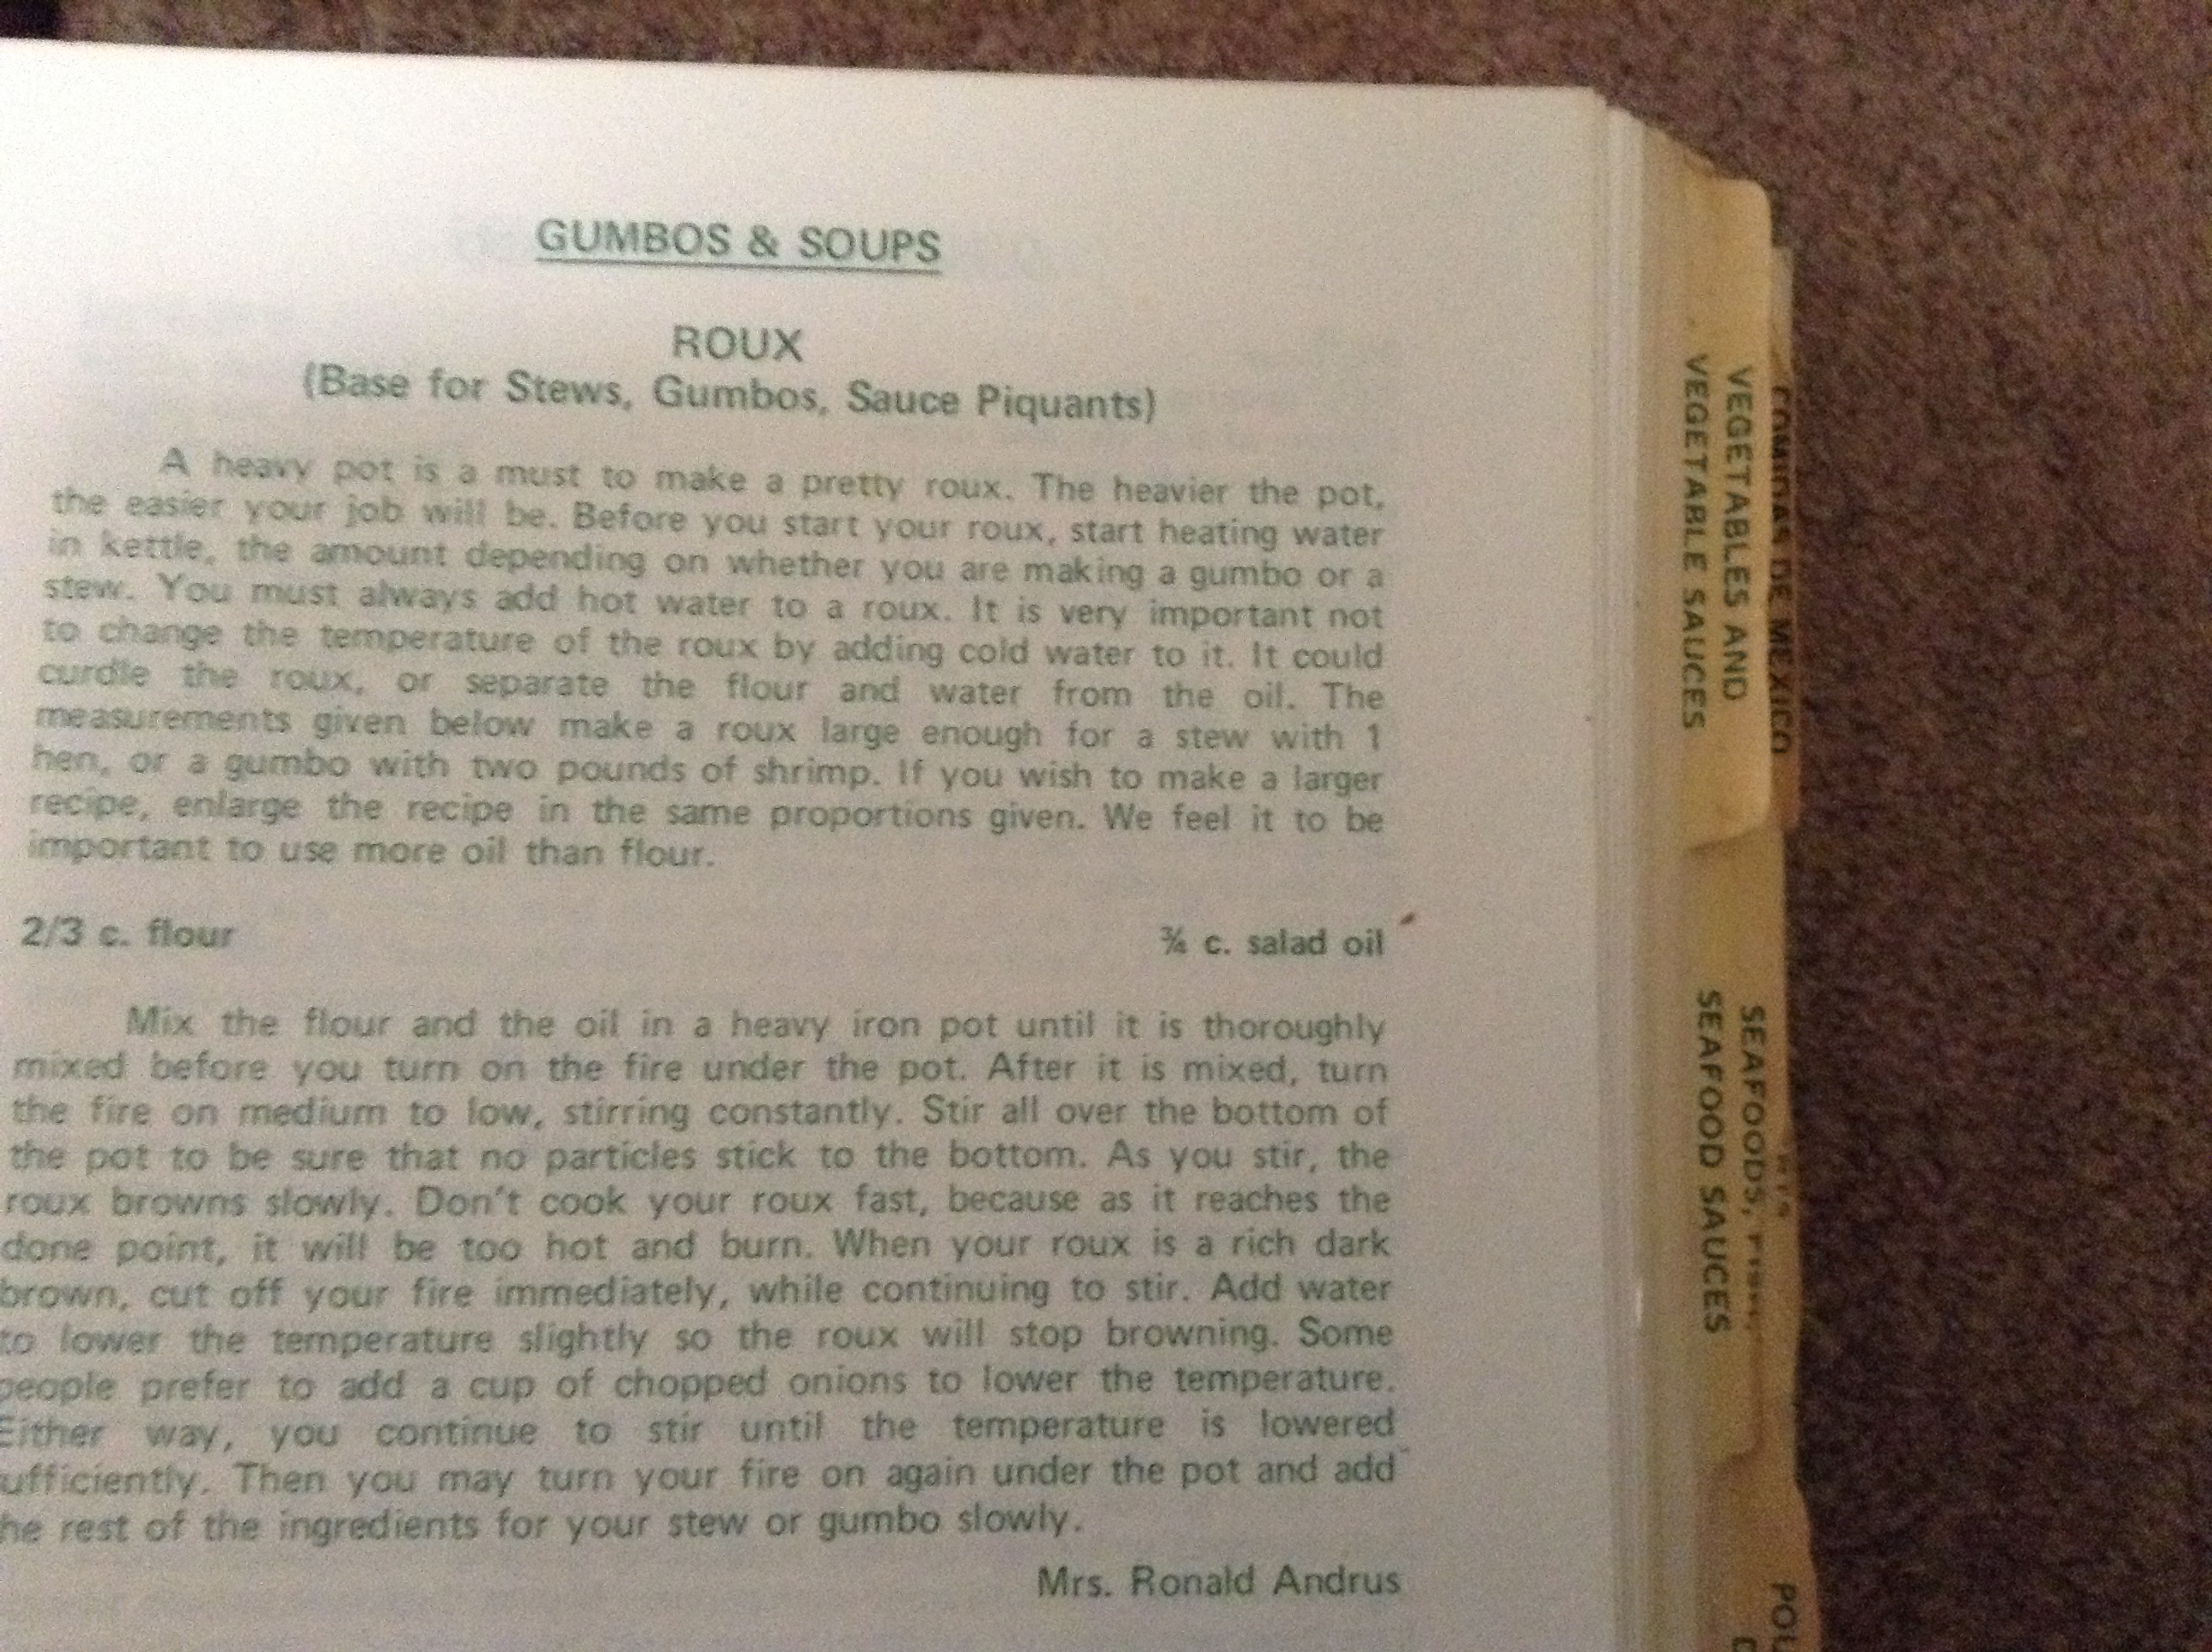 GUMBOS & SOUPS
ROUX
(Base for Stews, Gumbos, Sauce Piquants)
A heavy pot is a must to make a pretty roux. The heavier the pot,
the easier your job will be. Before you start your roux, start heating water
in kettle, the amount depending on whether you are making a gumbo or a
stew. You must always add hot water to a roux. It is very important not
to change the temperature of the roux by adding cold water to it. It could
curdle the roux, or separate the flour and water from the oil. The
measurements given below make a roux large enough for a stew with 1
hen, or a gumbo with two pounds of shrimp. If you wish to make a larger
recipe, enlarge the recipe in the same proportions given. We feel it to be
important to use more oil than flour.
2/3 c. flour ¾ c. salad oil
Mix the flour and the oil in a heavy iron pot until it is thoroughly
mixed before you turn on the fire under the pot. After it is mixed, turn
the fire on medium to low, stirring constantly. Stir all over the bottom of
the pot to be sure that no particles stick to the bottom. As you stir, the
roux browns slowly. Don't cook your roux fast, because as it reaches the
done point, it will be too hot and burn. When your roux is a rich dark
brown, cut off your fire immediately, while continuing to stir. Add water
to lower the temperature slightly so the roux will stop browning. Some
people prefer to add a cup of chopped onions to lower the temperature.
Either way, you continue to stir until the temperature is lowered
ufficiently. Then you may turn your fire on again under the pot and add
he rest of the ingredients for your stew or gumbo slowly.
Mrs. Ronald Andrus
COMIDAS DE MEXICO
VEGETABLES AND
VEGETABLE SAUCES
SEAFOODS,
SEAFOOD SAUCES
POU